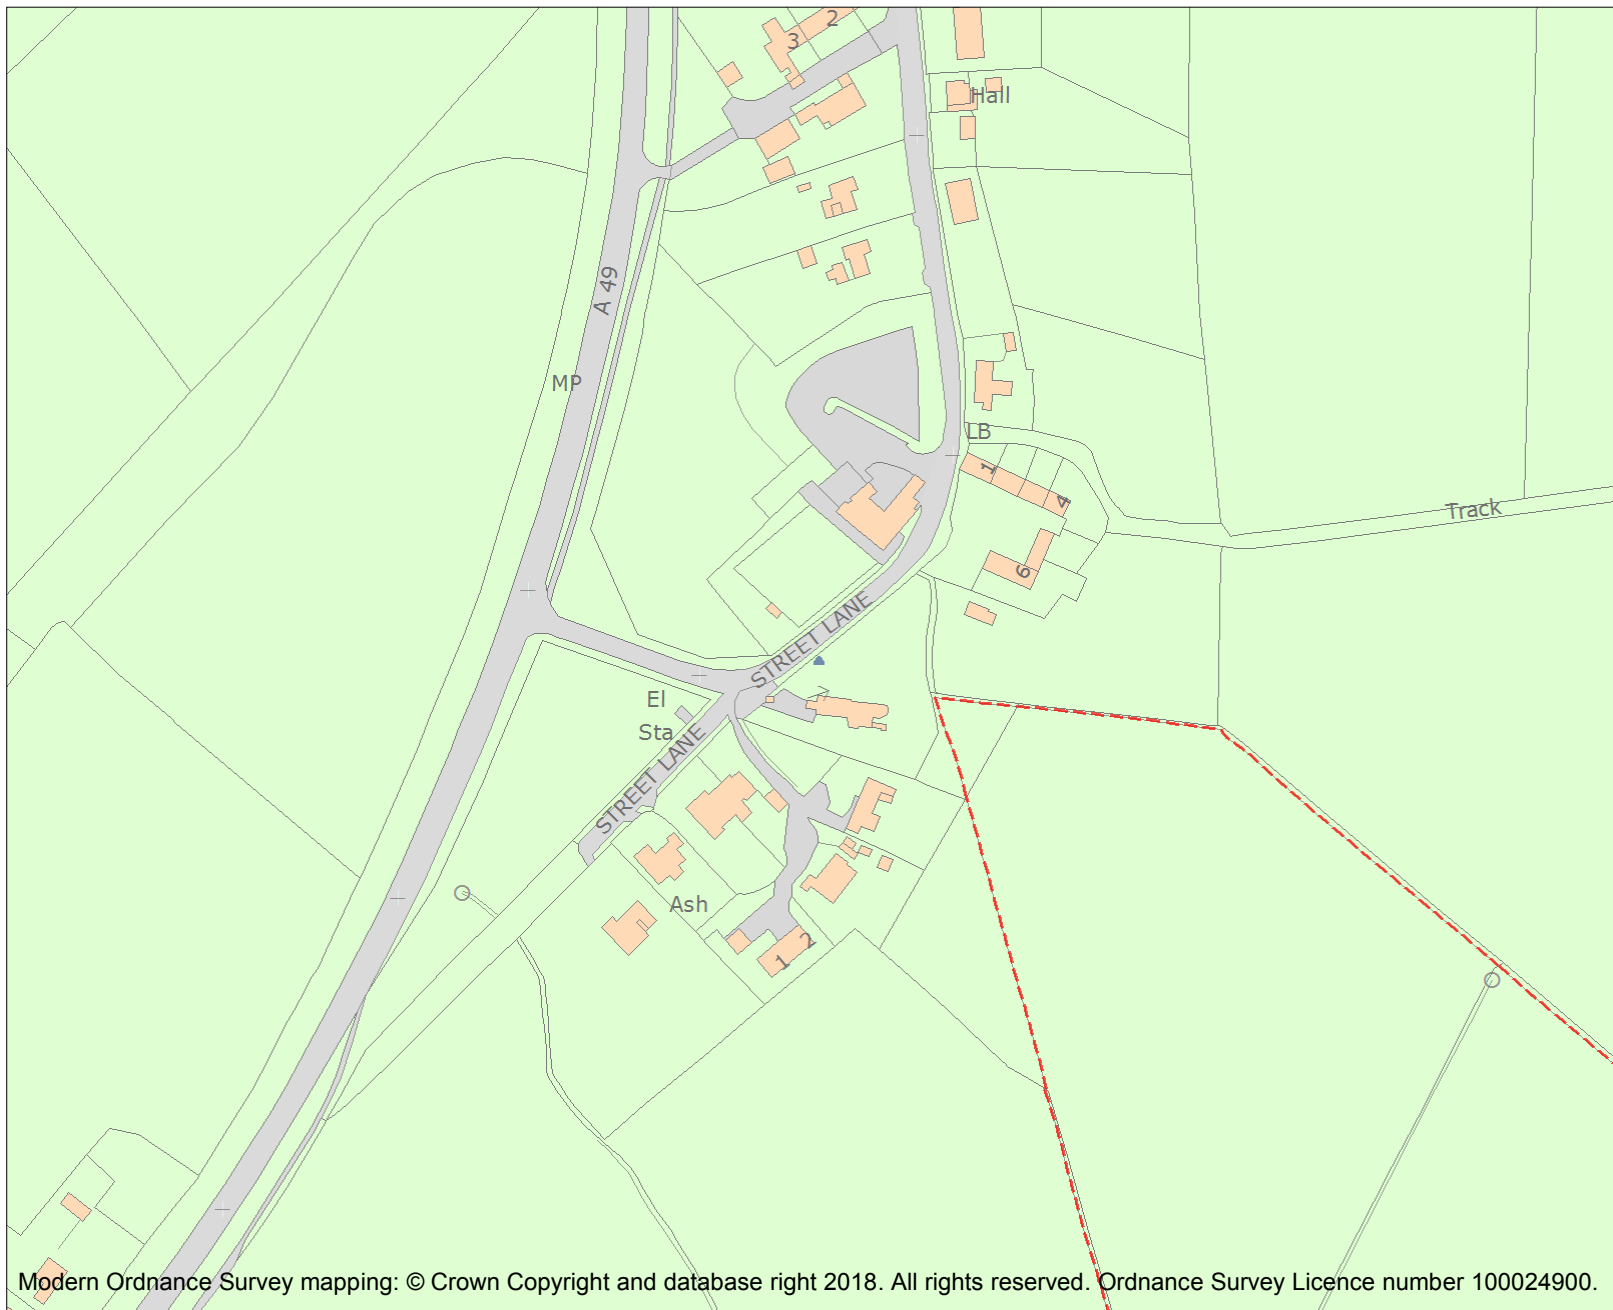 2
3
Hall
A 49
MP
LB
1
4
Track
6
STREET LANE
7
El
Sta
STREET LANE
Ash
2
1
Modern Ordnance Survey mapping: © Crown Copyright and database right 2018. All rights reserved. Ordnance Survey Licence number 100024900.